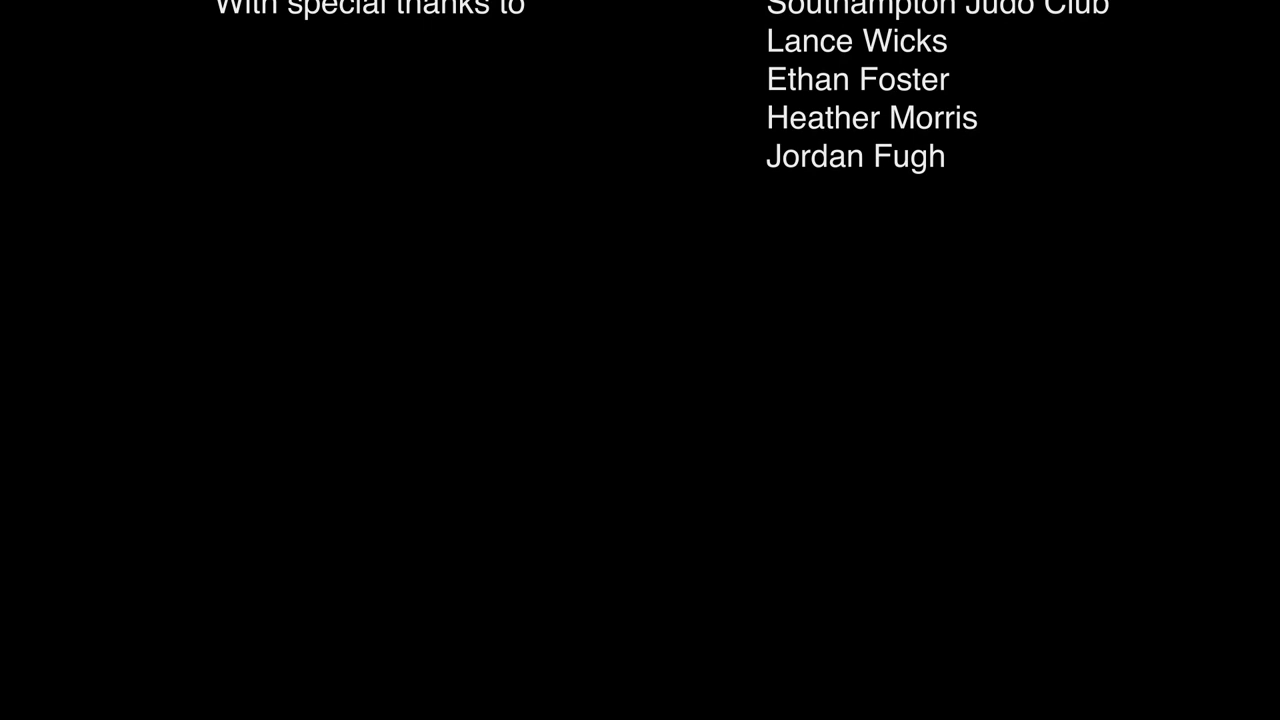 With special thanks to Southampton Judo Club
Lance Wicks
Ethan Foster
Heather Morris
Jordan Fugh